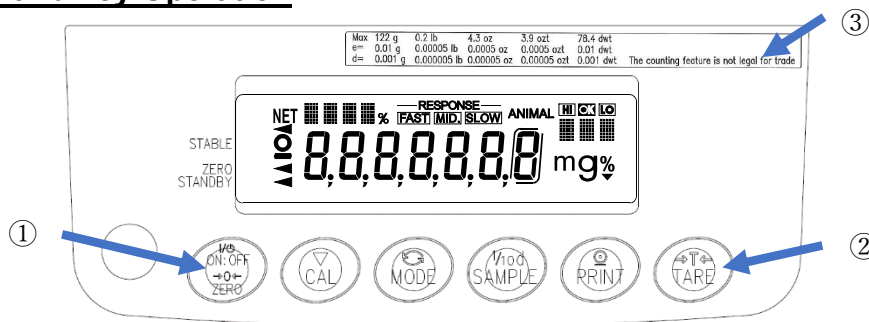 Max 122 g 0.2 lb 4.3 oz 3.9 ozt 78.4 dwt
e= 0.01 g 0.00005 lb 0.0005 oz 0.0005 ozt 0.01 dwt
d= 0.001 g 0.000005 lb 0.00005 oz 0.00005 ozt 0.001 dwt The counting feature is not legal for trade
③
NET % RESPONSE ANIMAL HI OK LO
FAST MID. SLOW
STABLE
8.8.8.8.8.8.8 mg%
ZERO
STANDBY
①
I/⏻
ON:OFF
→0←
ZERO
CAL
MODE
1/10d
SAMPLE
PRINT
→T←
TARE
②